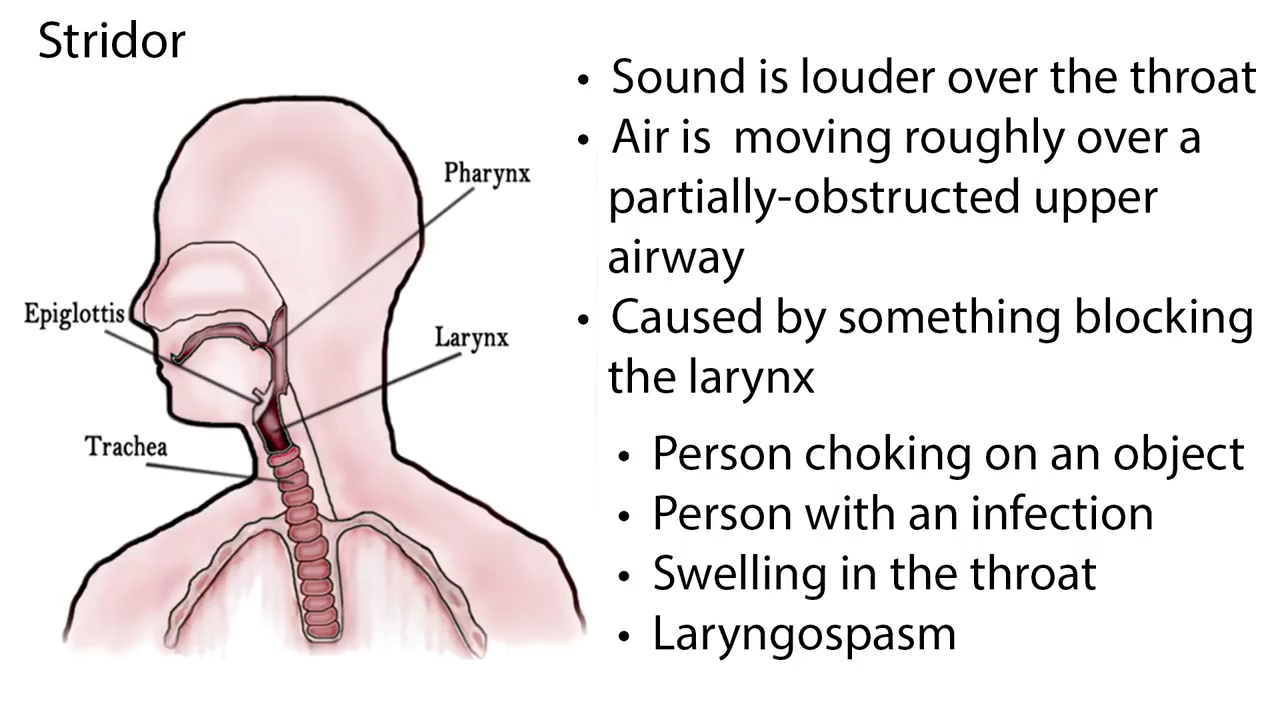 Stridor
• Sound is louder over the throat
• Air is  moving roughly over a
partially-obstructed upper
airway
• Caused by something blocking
the larynx
• Person choking on an object
• Person with an infection
• Swelling in the throat
• Laryngospasm
Pharynx
Epiglottis
Larynx
Trachea